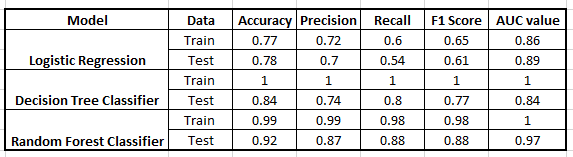 Model Data Accuracy Precision Recall F1 Score AUC value
Logistic Regression Train 0.77 0.72 0.6 0.65 0.86
Test 0.78 0.7 0.54 0.61 0.89
Decision Tree Classifier Train 1 1 1 1 1
Test 0.84 0.74 0.8 0.77 0.84
Random Forest Classifier Train 0.99 0.99 0.98 0.98 1
Test 0.92 0.87 0.88 0.88 0.97